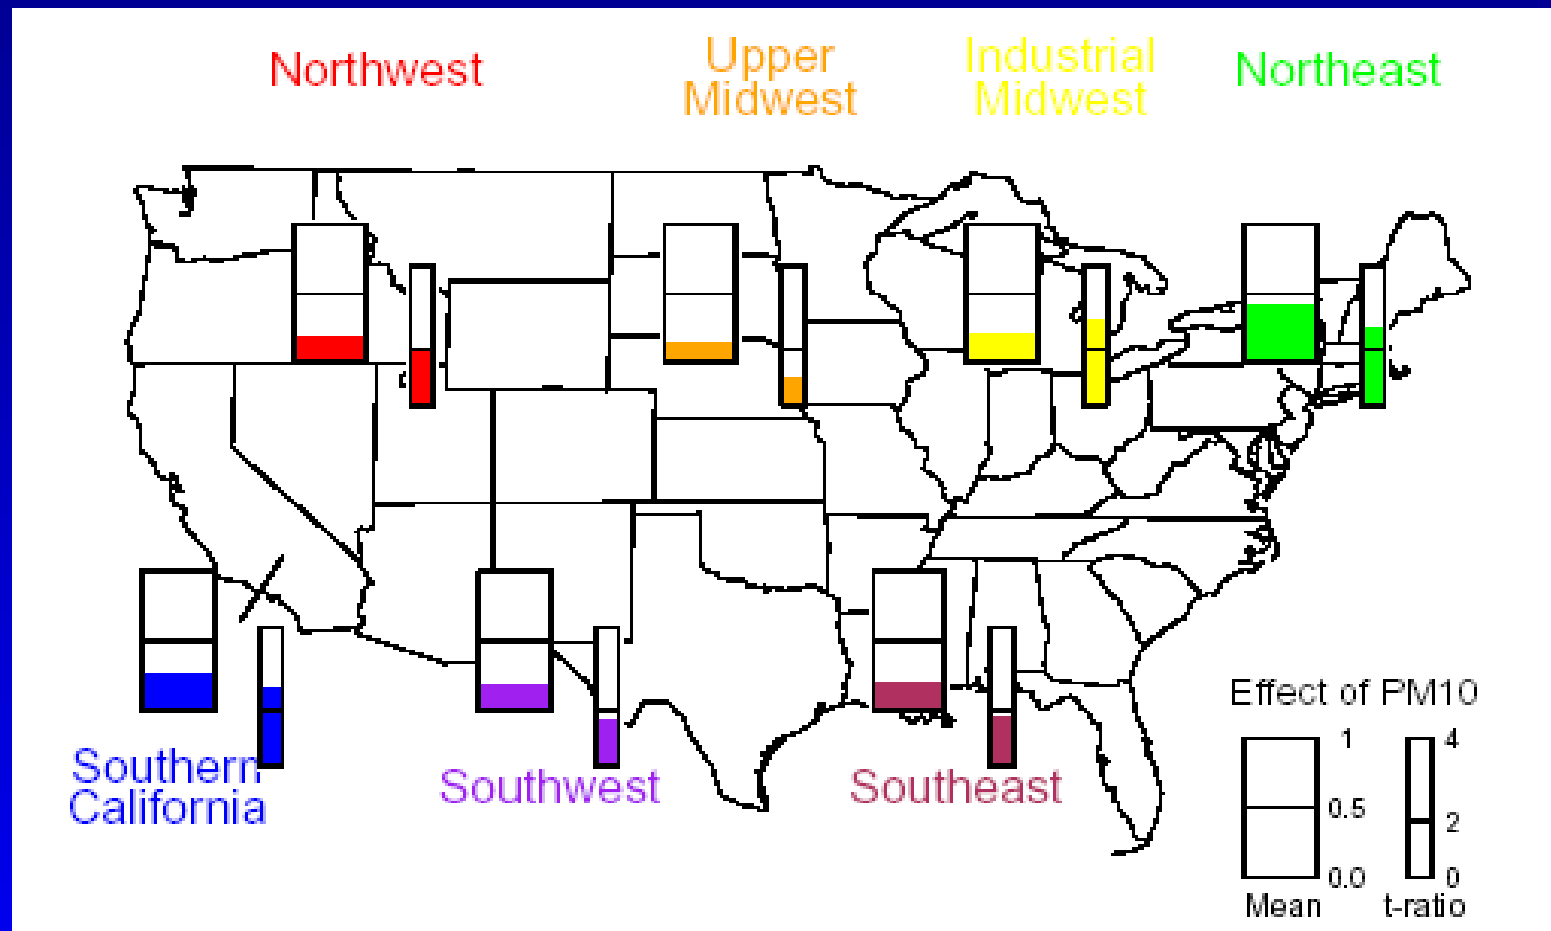 Northwest
Upper
Midwest
Industrial
Midwest
Northeast
Southern
California
Southwest
Southeast
Effect of PM10
1
0.5
0.0
Mean
4
2
0
t-ratio